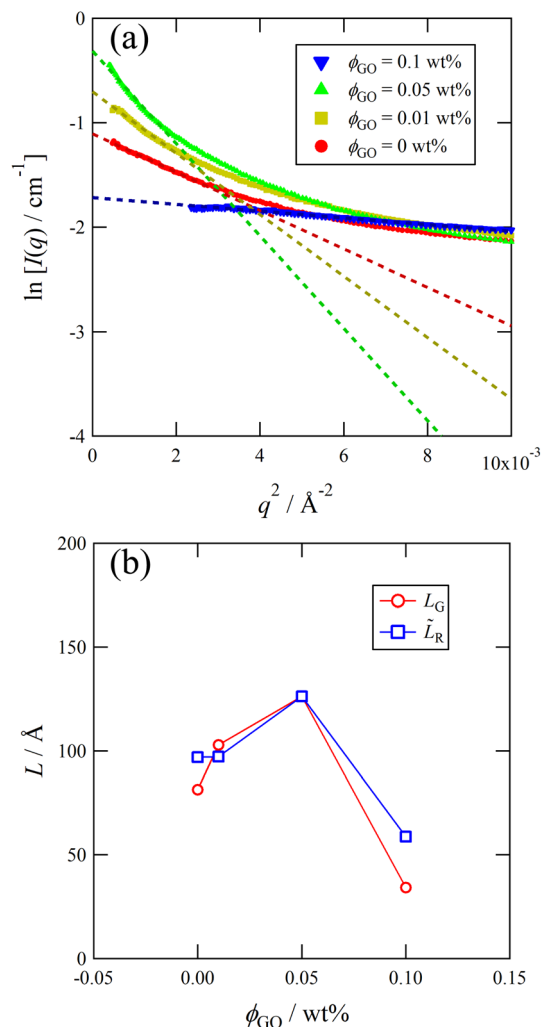 (a)
0
-1
-2
-3
-4
ln [I(q) / cm⁻¹]
ϕGO = 0.1 wt%
ϕGO = 0.05 wt%
ϕGO = 0.01 wt%
ϕGO = 0 wt%
0 2 4 6 8 10x10⁻³
q² / Å⁻²
(b)
200
150
100
50
0
L / Å
LG
L̃R
-0.05 0.00 0.05 0.10 0.15
ϕGO / wt%